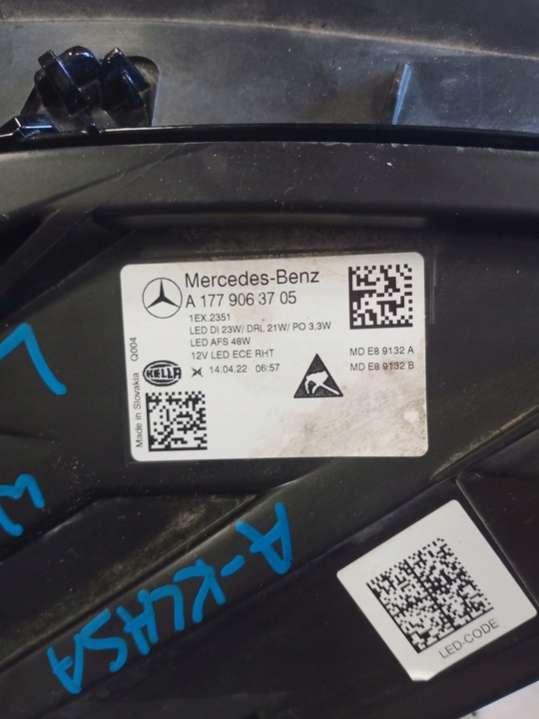 Mercedes-Benz
A 177 906 37 05
1EX.2351
LED DI 23W/ DRL 21W/ PO 3,3W
LED AFS 48W
12V LED ECE RHT
MD E8 9132 A
MD E8 9132 B
HELLA
14.04.22 06:57
Made in Slovakia Q004
L
A-KLASA
LED-CODE